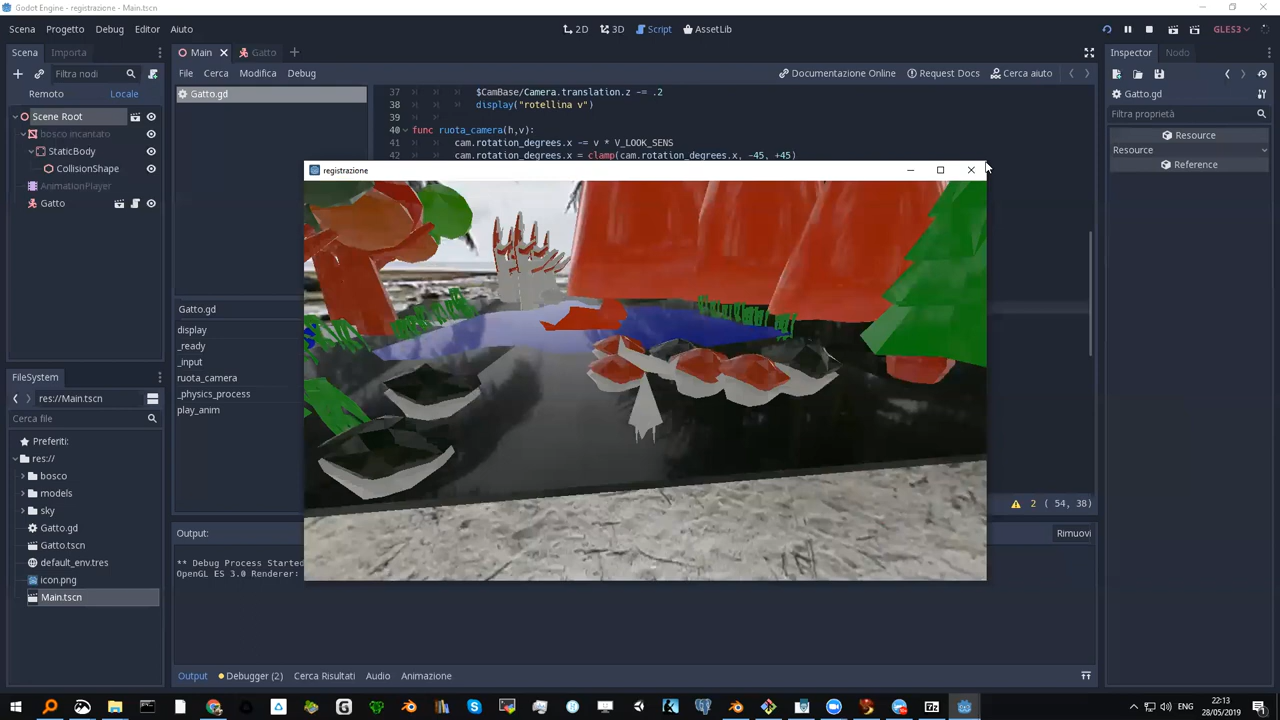 Godot Engine - registrazione - Main.tscn
Scena Progetto Debug Editor Aiuto
2D 3D Script AssetLib
GLES3
Scena Importa
Filtra nodi
Remoto Locale
Scene Root
bosco incantato
StaticBody
CollisionShape
AnimationPlayer
Gatto
FileSystem
res://Main.tscn
Cerca file
Preferiti:
res://
bosco
models
sky
Gatto.gd
Gatto.tscn
default_env.tres
icon.png
Main.tscn
Main Gatto
File Cerca Modifica Debug
Documentazione Online Request Docs Cerca aiuto
Gatto.gd
Gatto.gd
display
_ready
_input
ruota_camera
_physics_process
play_anim
37 $CamBase/Camera.translation.z -= .2
38 display("rotellina v")
39
40 func ruota_camera(h,v):
41 cam.rotation_degrees.x -= v * V_LOOK_SENS
42 cam.rotation_degrees.x = clamp(cam.rotation_degrees.x, -45, +45)
registrazione
2 ( 54, 38)
Output:
Rimuovi
** Debug Process Started
OpenGL ES 3.0 Renderer:
Output Debugger (2) Cerca Risultati Audio Animazione
Inspector Nodo
Gatto.gd
Filtra proprietà
Resource
Resource
Reference
ENG
22:13
28/05/2019